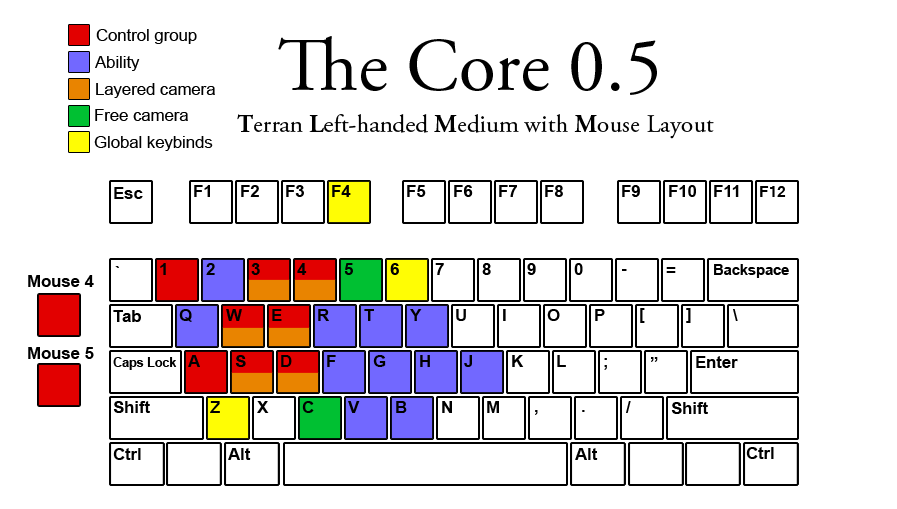 Control group
Ability
Layered camera
Free camera
Global keybinds
The Core 0.5
Terran Left-handed Medium with Mouse Layout
Esc F1 F2 F3 F4 F5 F6 F7 F8 F9 F10 F11 F12
` 1 2 3 4 5 6 7 8 9 0 - = Backspace
Mouse 4
Tab Q W E R T Y U I O P [ ] \
Mouse 5
Caps Lock A S D F G H J K L ; ” Enter
Shift Z X C V B N M , . / Shift
Ctrl Alt Alt Ctrl